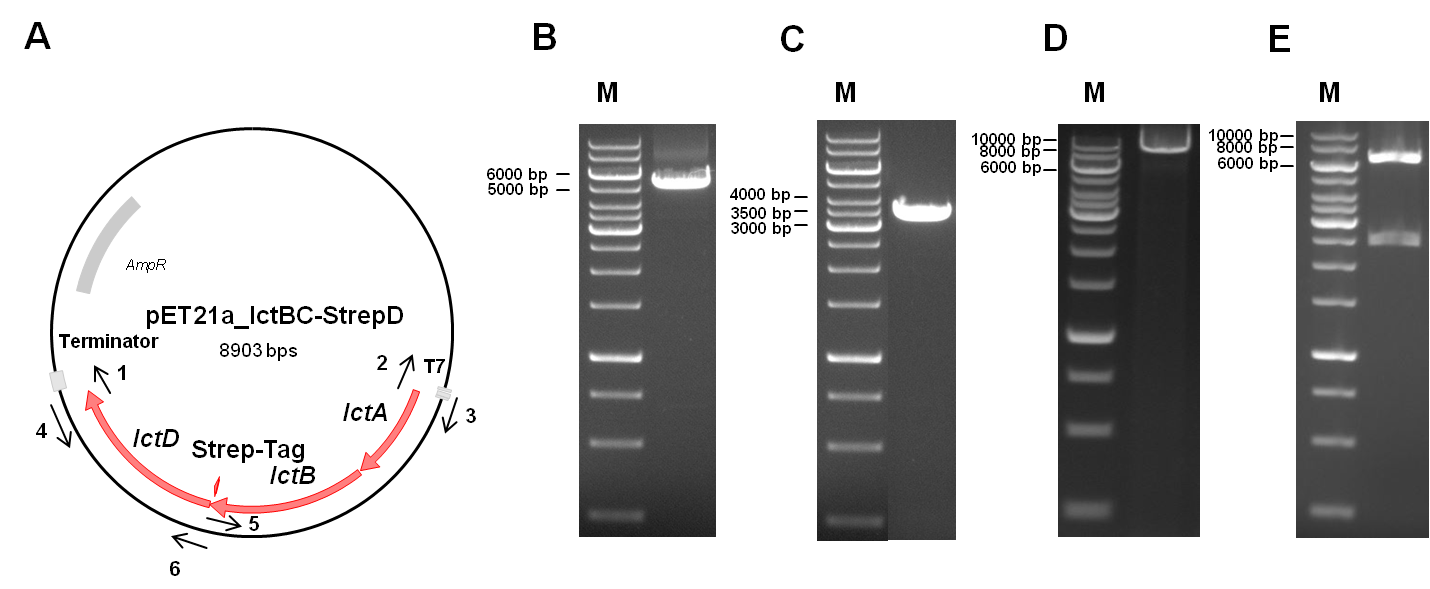 A
B
C
D
E
M
M
M
M
AmpR
pET21a_lctBC-StrepD
8903 bps
Terminator
1
2
T7
3
4
lctA
lctD
Strep-Tag
lctB
5
6
6000 bp
5000 bp
4000 bp
3500 bp
3000 bp
10000 bp
8000 bp
6000 bp
10000 bp
8000 bp
6000 bp